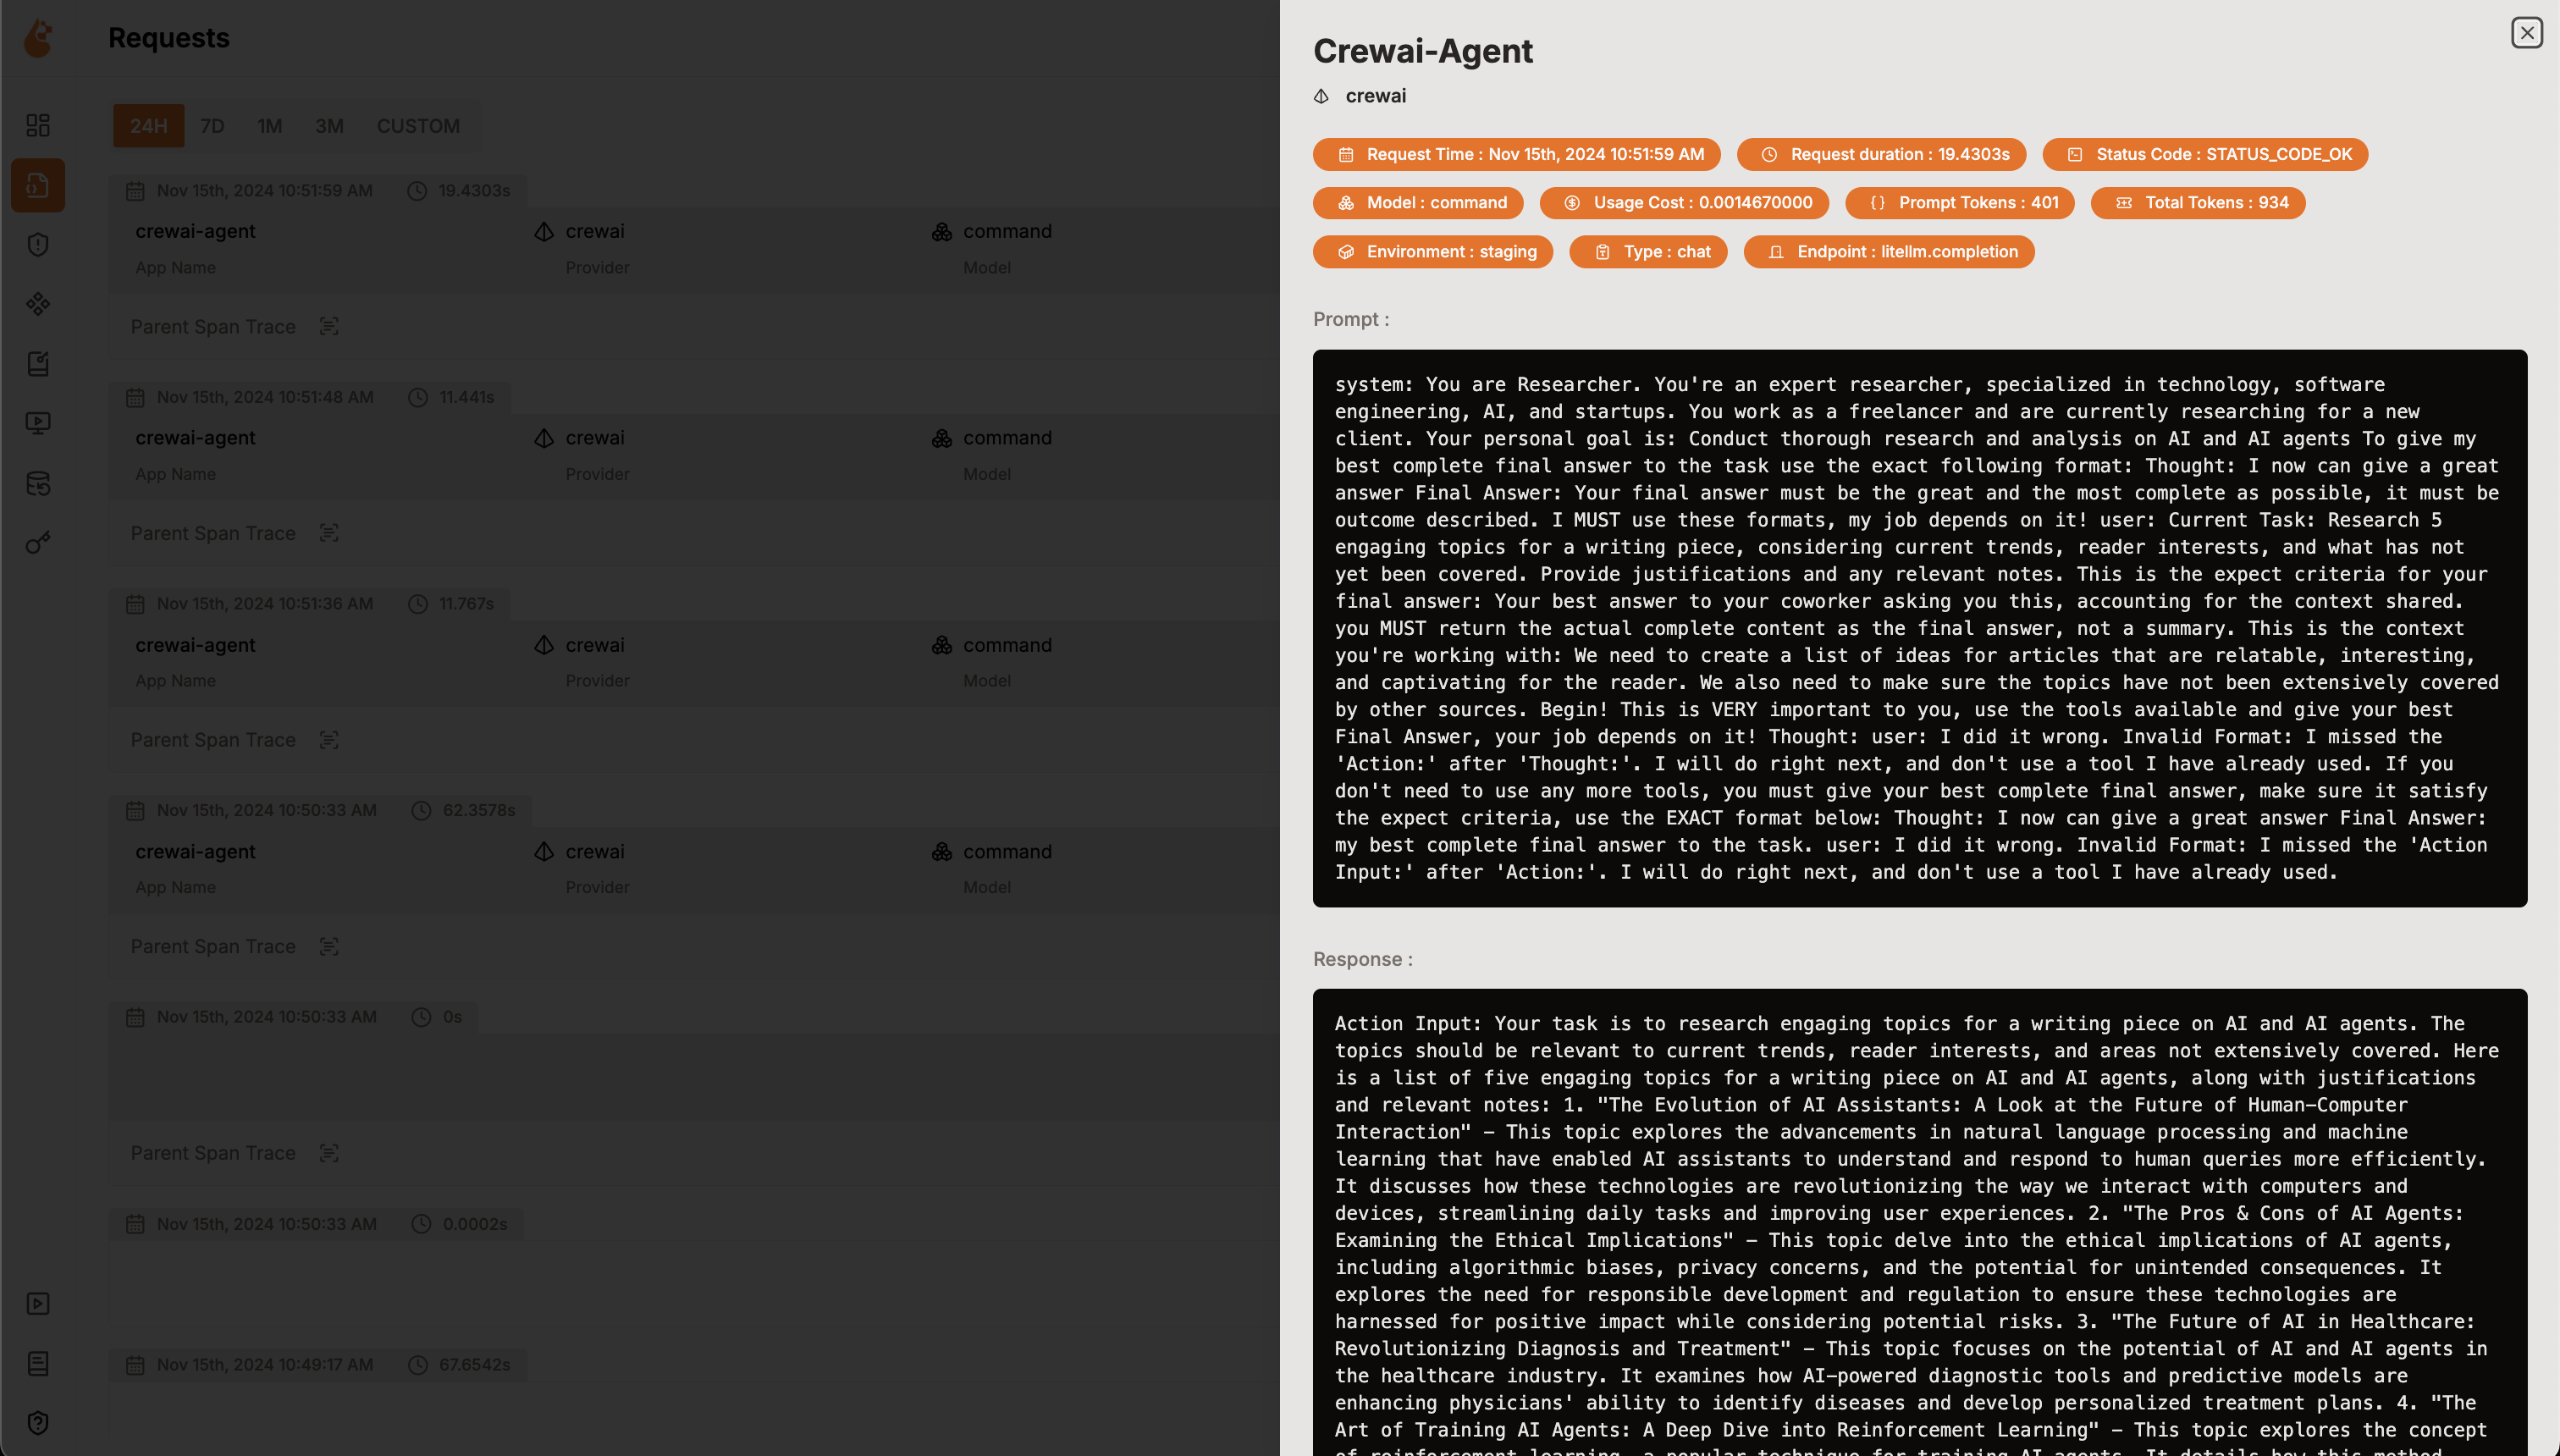 Requests
24H 7D 1M 3M CUSTOM
Nov 15th, 2024 10:51:59 AM 19.4303s
crewai-agent crewai command
App Name Provider Model
Parent Span Trace
Nov 15th, 2024 10:51:48 AM 11.441s
crewai-agent crewai command
App Name Provider Model
Parent Span Trace
Nov 15th, 2024 10:51:36 AM 11.767s
crewai-agent crewai command
App Name Provider Model
Parent Span Trace
Nov 15th, 2024 10:50:33 AM 62.3578s
crewai-agent crewai command
App Name Provider Model
Parent Span Trace
Nov 15th, 2024 10:50:33 AM 0s
Parent Span Trace
Nov 15th, 2024 10:50:33 AM 0.0002s
Nov 15th, 2024 10:49:17 AM 67.6542s
Crewai-Agent
crewai
Request Time : Nov 15th, 2024 10:51:59 AM Request duration : 19.4303s Status Code : STATUS_CODE_OK
Model : command Usage Cost : 0.0014670000 Prompt Tokens : 401 Total Tokens : 934
Environment : staging Type : chat Endpoint : litellm.completion
Prompt :
system: You are Researcher. You're an expert researcher, specialized in technology, software
engineering, AI, and startups. You work as a freelancer and are currently researching for a new
client. Your personal goal is: Conduct thorough research and analysis on AI and AI agents To give my
best complete final answer to the task use the exact following format: Thought: I now can give a great
answer Final Answer: Your final answer must be the great and the most complete as possible, it must be
outcome described. I MUST use these formats, my job depends on it! user: Current Task: Research 5
engaging topics for a writing piece, considering current trends, reader interests, and what has not
yet been covered. Provide justifications and any relevant notes. This is the expect criteria for your
final answer: Your best answer to your coworker asking you this, accounting for the context shared.
you MUST return the actual complete content as the final answer, not a summary. This is the context
you're working with: We need to create a list of ideas for articles that are relatable, interesting,
and captivating for the reader. We also need to make sure the topics have not been extensively covered
by other sources. Begin! This is VERY important to you, use the tools available and give your best
Final Answer, your job depends on it! Thought: user: I did it wrong. Invalid Format: I missed the
'Action:' after 'Thought:'. I will do right next, and don't use a tool I have already used. If you
don't need to use any more tools, you must give your best complete final answer, make sure it satisfy
the expect criteria, use the EXACT format below: Thought: I now can give a great answer Final Answer:
my best complete final answer to the task. user: I did it wrong. Invalid Format: I missed the 'Action
Input:' after 'Action:'. I will do right next, and don't use a tool I have already used.
Response :
Action Input: Your task is to research engaging topics for a writing piece on AI and AI agents. The
topics should be relevant to current trends, reader interests, and areas not extensively covered. Here
is a list of five engaging topics for a writing piece on AI and AI agents, along with justifications
and relevant notes: 1. "The Evolution of AI Assistants: A Look at the Future of Human-Computer
Interaction" - This topic explores the advancements in natural language processing and machine
learning that have enabled AI assistants to understand and respond to human queries more efficiently.
It discusses how these technologies are revolutionizing the way we interact with computers and
devices, streamlining daily tasks and improving user experiences. 2. "The Pros & Cons of AI Agents:
Examining the Ethical Implications" - This topic delve into the ethical implications of AI agents,
including algorithmic biases, privacy concerns, and the potential for unintended consequences. It
explores the need for responsible development and regulation to ensure these technologies are
harnessed for positive impact while considering potential risks. 3. "The Future of AI in Healthcare:
Revolutionizing Diagnosis and Treatment" - This topic focuses on the potential of AI and AI agents in
the healthcare industry. It examines how AI-powered diagnostic tools and predictive models are
enhancing physicians' ability to identify diseases and develop personalized treatment plans. 4. "The
Art of Training AI Agents: A Deep Dive into Reinforcement Learning" - This topic explores the concept
of reinforcement learning, a popular technique for training AI agents. It details how this method